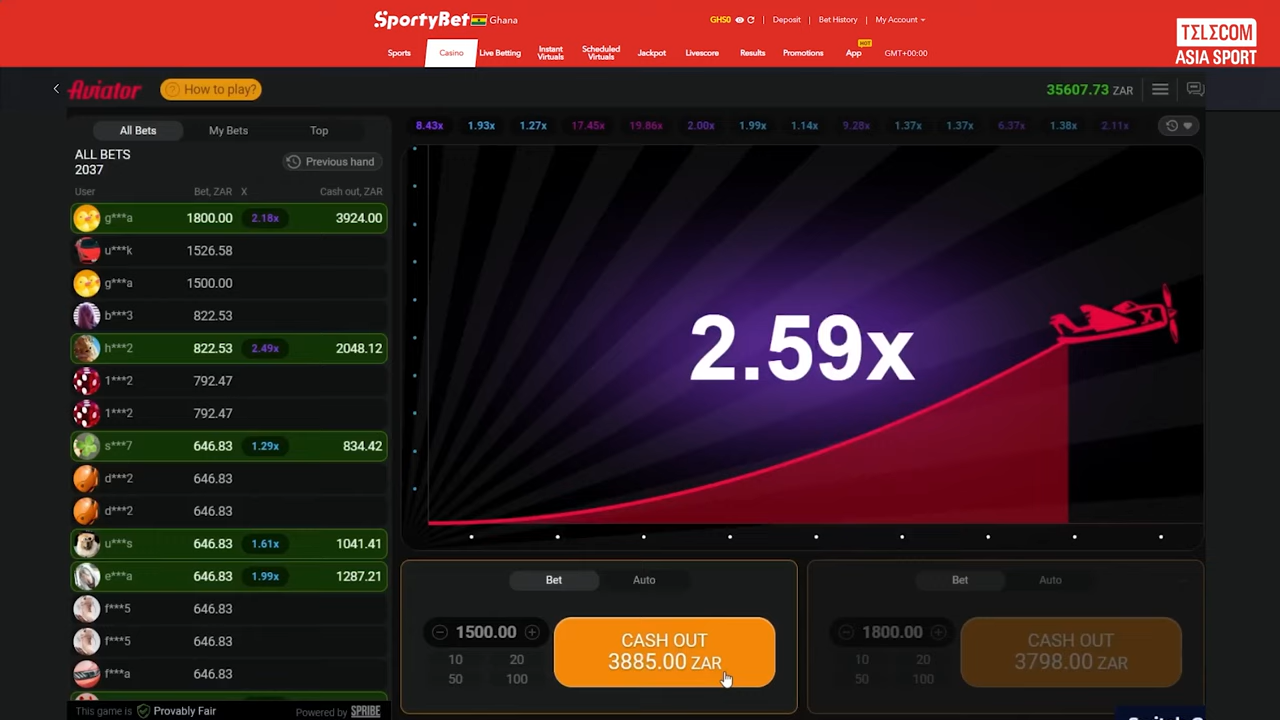 SportyBet Ghana
GHS0 Deposit Bet History My Account
TELECOM
ASIA SPORT
Sports Casino Live Betting Instant Virtuals Scheduled Virtuals Jackpot Livescore Results Promotions App HOT GMT+00:00
Aviator ? How to play? 35607.73 ZAR
All Bets My Bets Top
8.43x 1.93x 1.27x 17.45x 19.86x 2.00x 1.99x 1.14x 9.28x 1.37x 1.37x 6.37x 1.38x 2.11x
ALL BETS
2037
Previous hand
User Bet, ZAR X Cash out, ZAR
g***a 1800.00 2.18x 3924.00
u***k 1526.58
g***a 1500.00
b***3 822.53
h***2 822.53 2.49x 2048.12
1***2 792.47
1***2 792.47
s***7 646.83 1.29x 834.42
d***2 646.83
d***2 646.83
u***s 646.83 1.61x 1041.41
e***a 646.83 1.99x 1287.21
f***5 646.83
f***5 646.83
f***a 646.83
This game is Provably Fair Powered by SPRIBE
2.59x
X
Bet Auto
1500.00
10 20
50 100
CASH OUT
3885.00 ZAR
Bet Auto
1800.00
10 20
50 100
CASH OUT
3798.00 ZAR